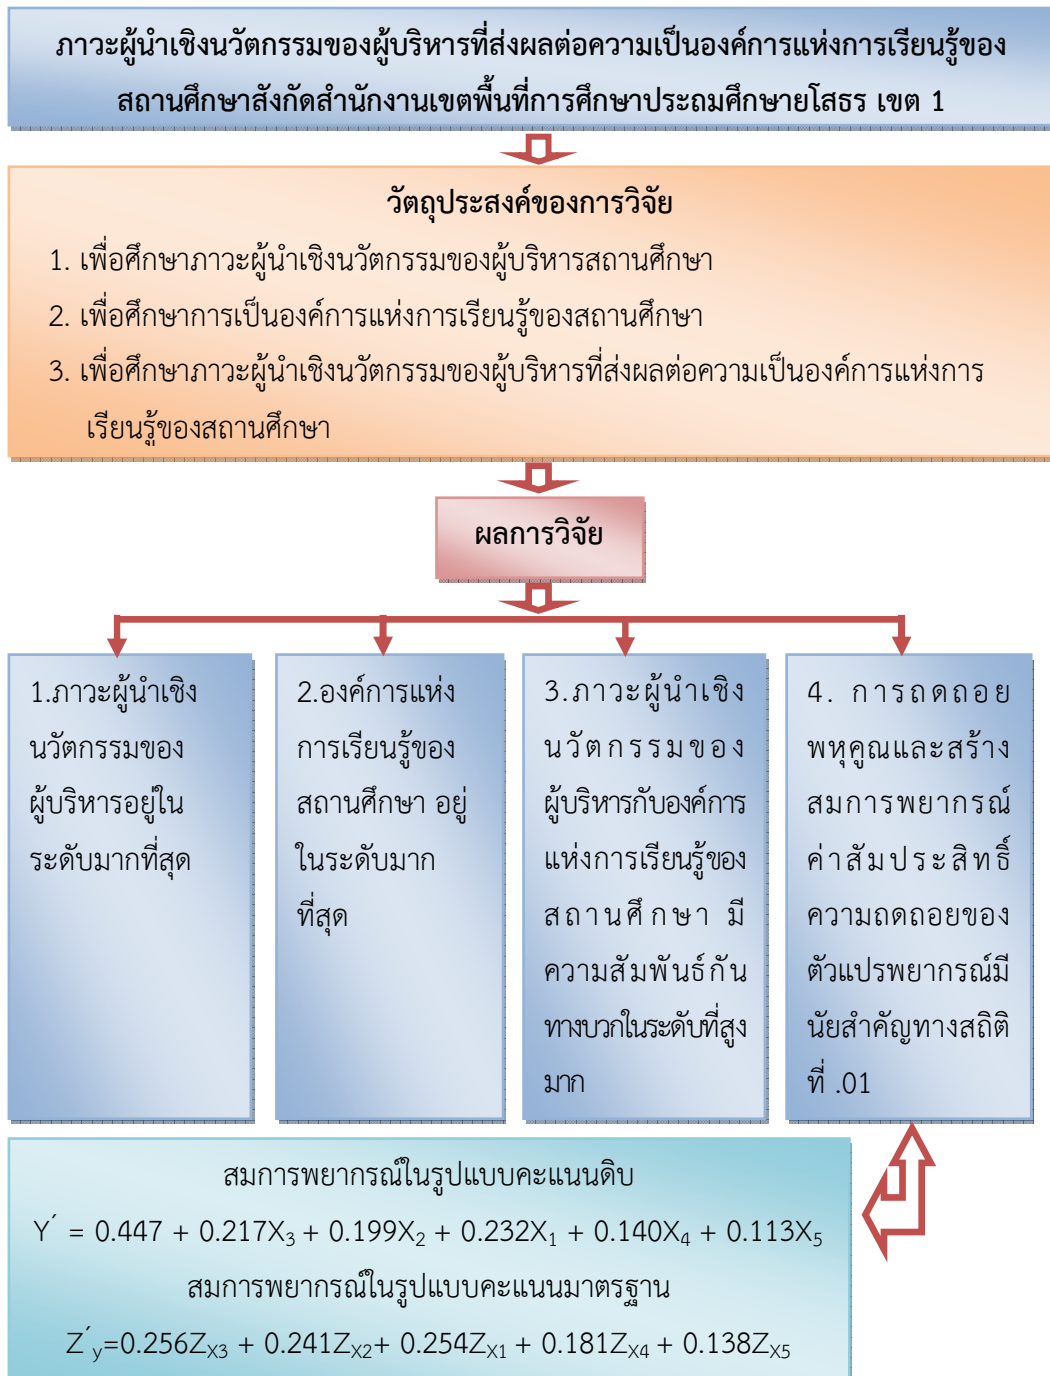 ภาวะผู้นำเชิงนวัตกรรมของผู้บริหารที่ส่งผลต่อความเป็นองค์การแห่งการเรียนรู้ของ
สถานศึกษาสังกัดสำนักงานเขตพื้นที่การศึกษาประถมศึกษายโสธร เขต 1
วัตถุประสงค์ของการวิจัย
1. เพื่อศึกษาภาวะผู้นำเชิงนวัตกรรมของผู้บริหารสถานศึกษา
2. เพื่อศึกษาการเป็นองค์การแห่งการเรียนรู้ของสถานศึกษา
3. เพื่อศึกษาภาวะผู้นำเชิงนวัตกรรมของผู้บริหารที่ส่งผลต่อความเป็นองค์การแห่งการ
เรียนรู้ของสถานศึกษา
ผลการวิจัย
1.ภาวะผู้นำเชิง
นวัตกรรมของ
ผู้บริหารอยู่ใน
ระดับมากที่สุด
2.องค์การแห่ง
การเรียนรู้ของ
สถานศึกษา อยู่
ในระดับมาก
ที่สุด
3.ภาวะผู้นำเชิง
นวัตกรรมของ
ผู้บริหารกับองค์การ
แห่งการเรียนรู้ของ
สถานศึกษา มี
ความสัมพันธ์กัน
ทางบวกในระดับที่สูง
มาก
4. การถดถอย
พหุคูณและสร้าง
สมการพยากรณ์
ค่าสัมประสิทธิ์
ความถดถอยของ
ตัวแปรพยากรณ์มี
นัยสำคัญทางสถิติ
ที่ .01
สมการพยากรณ์ในรูปแบบคะแนนดิบ
Y´ = 0.447 + 0.217X₃ + 0.199X₂ + 0.232X₁ + 0.140X₄ + 0.113X₅
สมการพยากรณ์ในรูปแบบคะแนนมาตรฐาน
Z´y=0.256ZX3 + 0.241ZX2+ 0.254ZX1 + 0.181ZX4 + 0.138ZX5